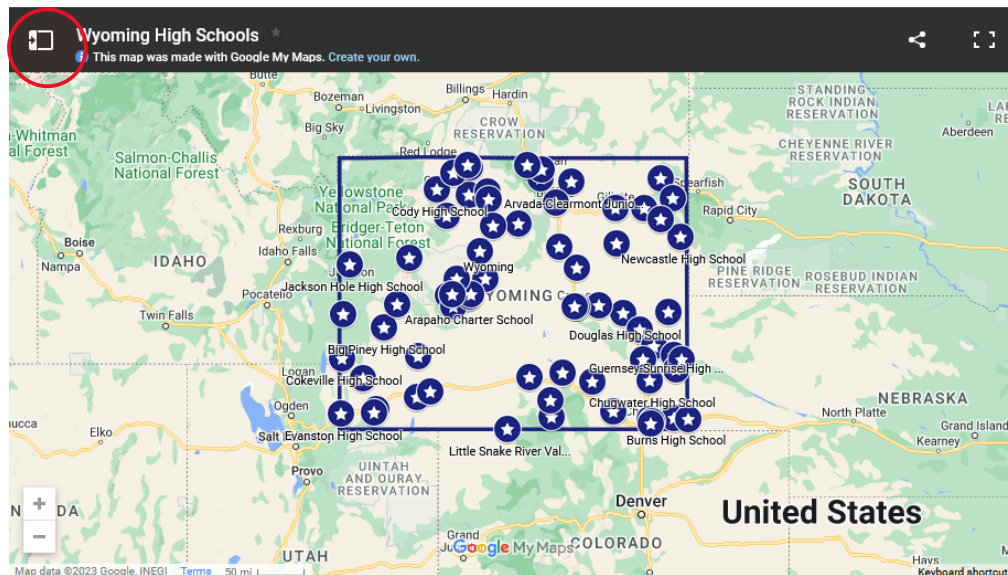 Wyoming High Schools
This map was made with Google My Maps. Create your own.
Butte
Billings
Hardin
Bozeman
Livingston
STANDING
ROCK INDIAN
RESERVATION
CROW
RESERVATION
Big Sky
-Whitman
al Forest
Red Lodge
Aberdeen
CHEYENNE RIVER
RESERVATION
Salmon-Challis
National Forest
Spearfish
SOUTH
DAKOTA
Yellowstone
National Park
Cody High School
Arvada-Clearmont Junio...
Rapid City
Rexburg
Bridger-Teton
National Forest
Boise
Nampa
IDAHO
Idaho Falls
Newcastle High School
Wyoming
PINE RIDGE
RESERVATION
ROSEBUD INDIAN
RESERVATION
Jackson Hole High School
Pocatello
WYOMING
Twin Falls
Arapaho Charter School
Douglas High School
Big Piney High School
Guernsey-Sunrise High ...
Logan
Cokeville High School
Chugwater High School
NEBRASKA
Ogden
North Platte
Grand Island
Elko
Salt
Evanston High School
Burns High School
Kearney
Little Snake River Val...
Provo
UINTAH
AND OURAY
RESERVATION
Denver
United States
Grand
Google My Maps
COLORADO
UTAH
Hays
Map data ©2023 Google, INEGI
Terms
50 mi
Keyboard shortcu